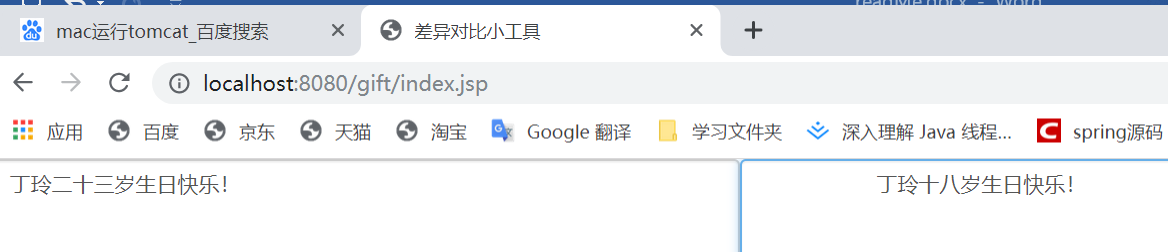 readMe.docx - Word
mac运行tomcat_百度搜索
差异对比小工具
localhost:8080/gift/index.jsp
应用 百度 京东 天猫 淘宝 Google 翻译 学习文件夹 深入理解 Java 线程... spring源码
丁玲二十三岁生日快乐！
丁玲十八岁生日快乐！